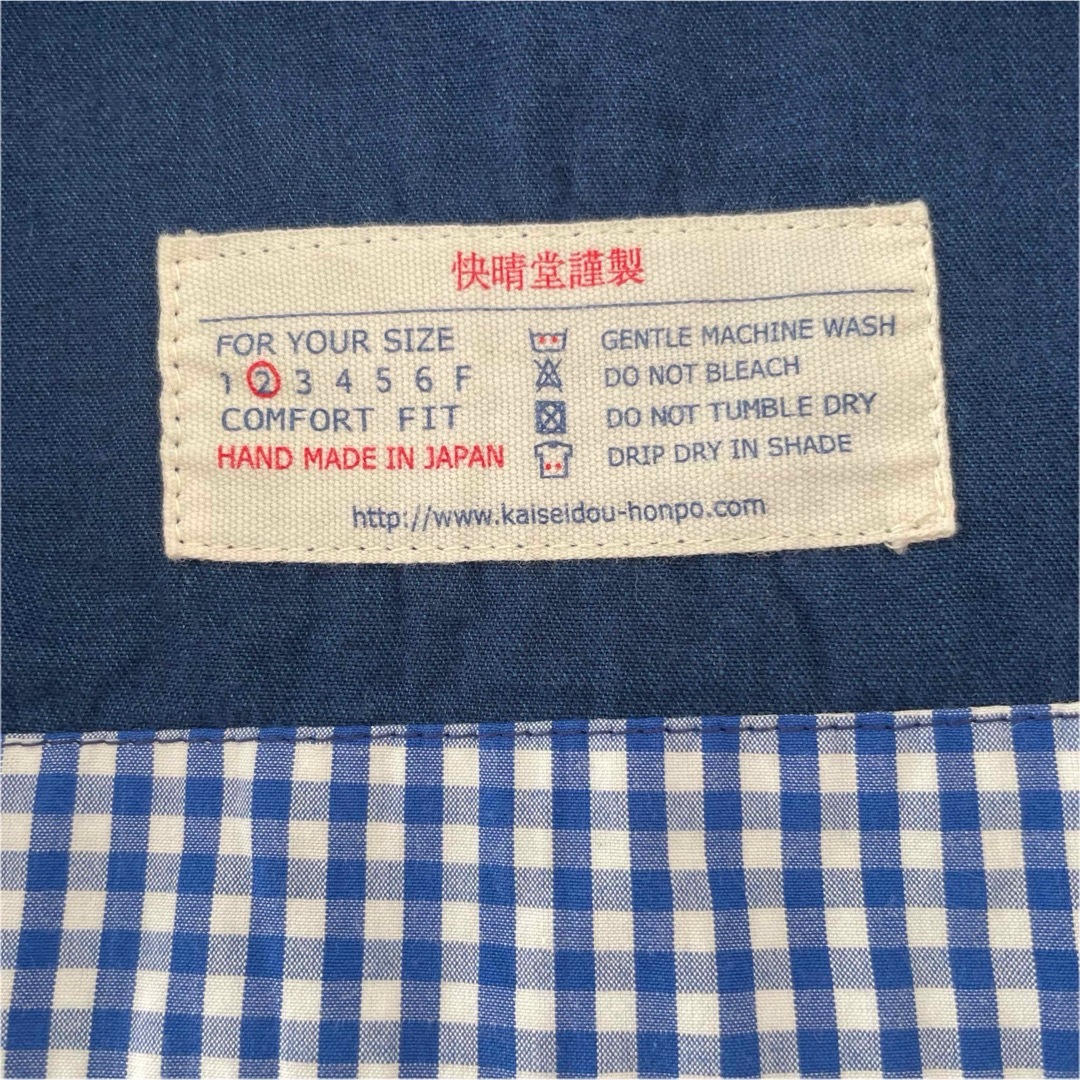 快晴堂謹製
FOR YOUR SIZE
1 2 3 4 5 6 F
COMFORT FIT
HAND MADE IN JAPAN
GENTLE MACHINE WASH
DO NOT BLEACH
DO NOT TUMBLE DRY
DRIP DRY IN SHADE
http://www.kaiseidou-honpo.com